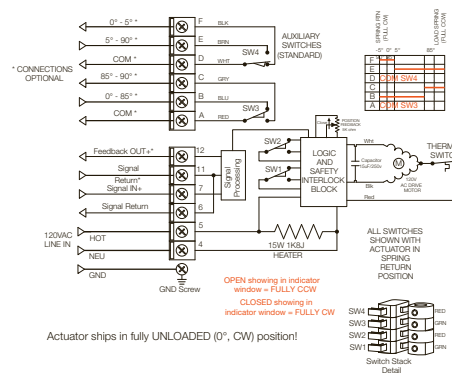 0° - 5° *
F
BLK
5° - 90° *
E
BRN
AUXILIARY
SWITCHES
(STANDARD)
SW4
COM *
D
WHT
* CONNECTIONS
OPTIONAL
85° - 90° *
C
GRY
0° - 85° *
B
BLU
SW3
COM *
A
RED
SPRING RTN
(FULL CW)
LOAD SPRING
(FULL CCW)
-5° 0° 5°
85°
F
E
D COM SW4
C
B
A COM SW3
Feedback OUT+*
12
Signal
Return*
11
Signal IN+
7
Signal Return
6
Signal
Processing
SW2
SW1
POSITION
FEEDBACK
LOGIC
AND
SAFETY
INTERLOCK
BLOCK
Wht
Capacitor
M
120V
AC DRIVE
MOTOR
Blk
Red
THERM
SWITC
120VAC
LINE IN
HOT
5
NEU
4
GND
GND Screw
15W 1K8J
HEATER
ALL SWITCHES
SHOWN WITH
ACTUATOR IN
SPRING
RETURN
POSITION
OPEN showing in indicator
window = FULLY CCW
CLOSED showing in
indicator window = FULLY CW
Actuator ships in fully UNLOADED (0°, CW) position!
SW4
RED
SW3
GRN
SW2
RED
SW1
GRN
Switch Stack
Detail